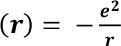 (r) = − e²/r